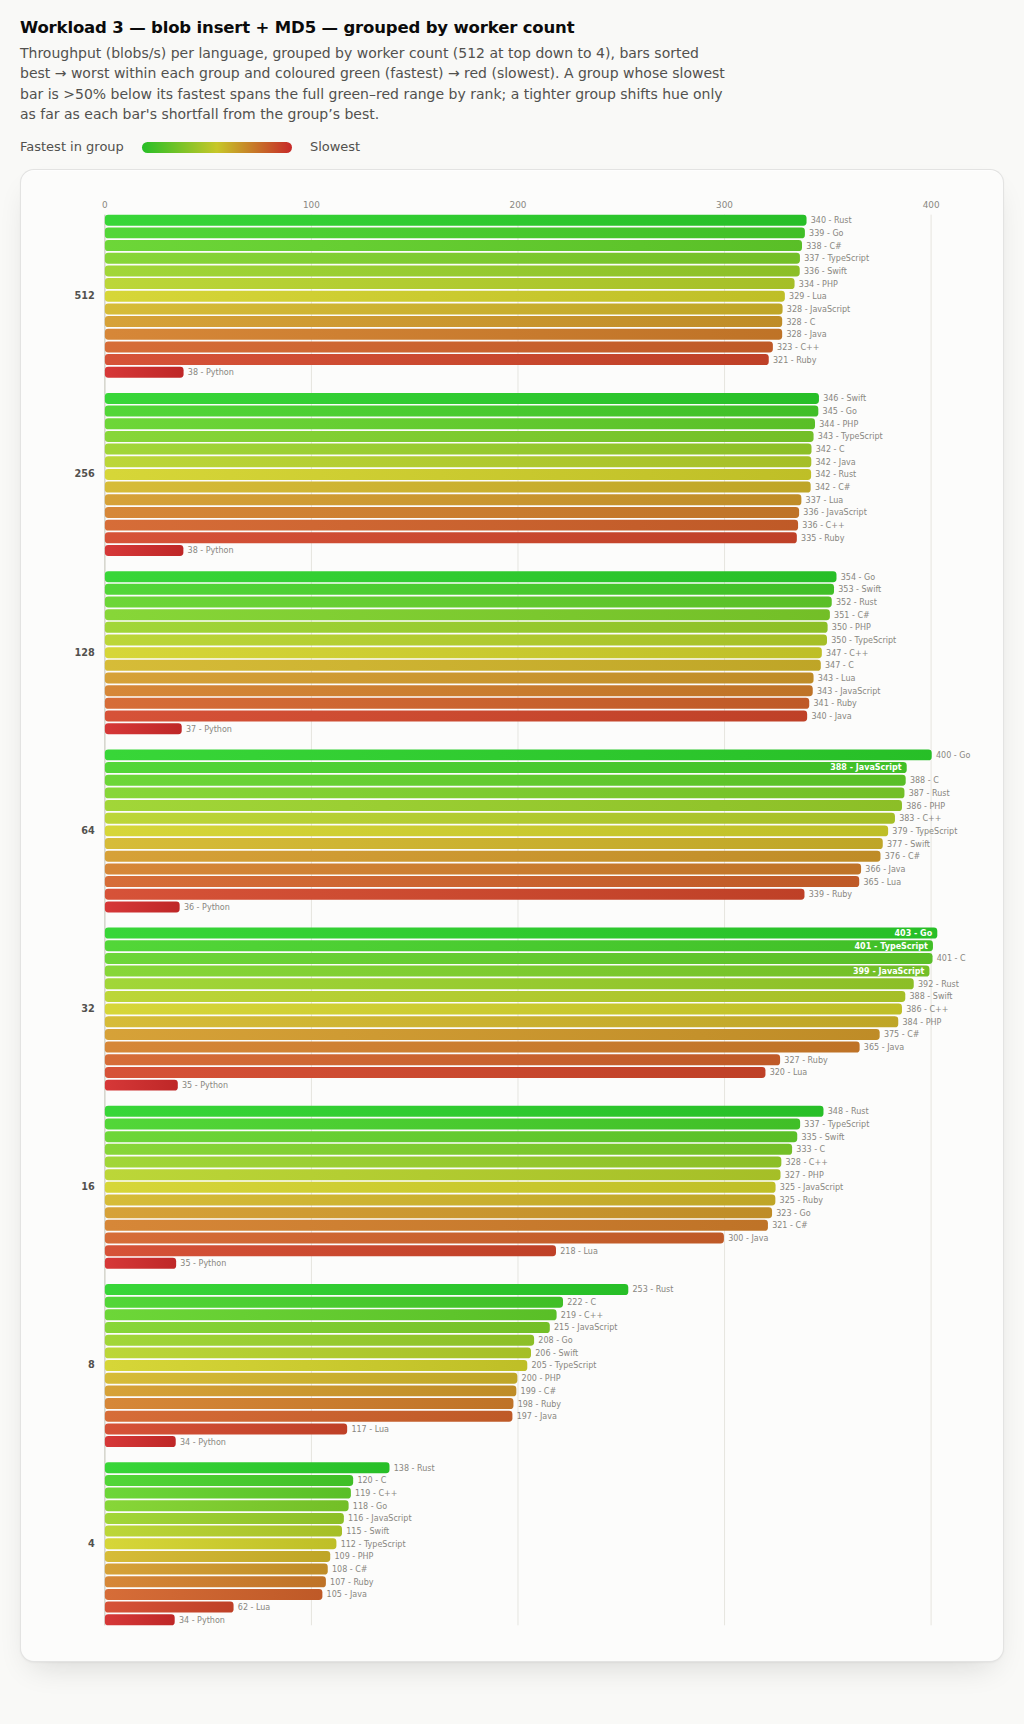 Workload 3 — blob insert + MD5 — grouped by worker count
Throughput (blobs/s) per language, grouped by worker count (512 at top down to 4), bars sorted
best → worst within each group and coloured green (fastest) → red (slowest). A group whose slowest
bar is >50% below its fastest spans the full green–red range by rank; a tighter group shifts hue only
as far as each bar's shortfall from the group’s best.
Fastest in group Slowest
0 100 200 300 400
340 - Rust
339 - Go
338 - C#
337 - TypeScript
336 - Swift
334 - PHP
512
329 - Lua
328 - JavaScript
328 - C
328 - Java
323 - C++
321 - Ruby
38 - Python
346 - Swift
345 - Go
344 - PHP
343 - TypeScript
342 - C
342 - Java
256
342 - Rust
342 - C#
337 - Lua
336 - JavaScript
336 - C++
335 - Ruby
38 - Python
354 - Go
353 - Swift
352 - Rust
351 - C#
350 - PHP
350 - TypeScript
128
347 - C++
347 - C
343 - Lua
343 - JavaScript
341 - Ruby
340 - Java
37 - Python
400 - Go
388 - JavaScript
388 - C
387 - Rust
386 - PHP
383 - C++
64
379 - TypeScript
377 - Swift
376 - C#
366 - Java
365 - Lua
339 - Ruby
36 - Python
403 - Go
401 - TypeScript
401 - C
399 - JavaScript
392 - Rust
388 - Swift
32
386 - C++
384 - PHP
375 - C#
365 - Java
327 - Ruby
320 - Lua
35 - Python
348 - Rust
337 - TypeScript
335 - Swift
333 - C
328 - C++
327 - PHP
16
325 - JavaScript
325 - Ruby
323 - Go
321 - C#
300 - Java
218 - Lua
35 - Python
253 - Rust
222 - C
219 - C++
215 - JavaScript
208 - Go
206 - Swift
8
205 - TypeScript
200 - PHP
199 - C#
198 - Ruby
197 - Java
117 - Lua
34 - Python
138 - Rust
120 - C
119 - C++
118 - Go
116 - JavaScript
115 - Swift
4
112 - TypeScript
109 - PHP
108 - C#
107 - Ruby
105 - Java
62 - Lua
34 - Python